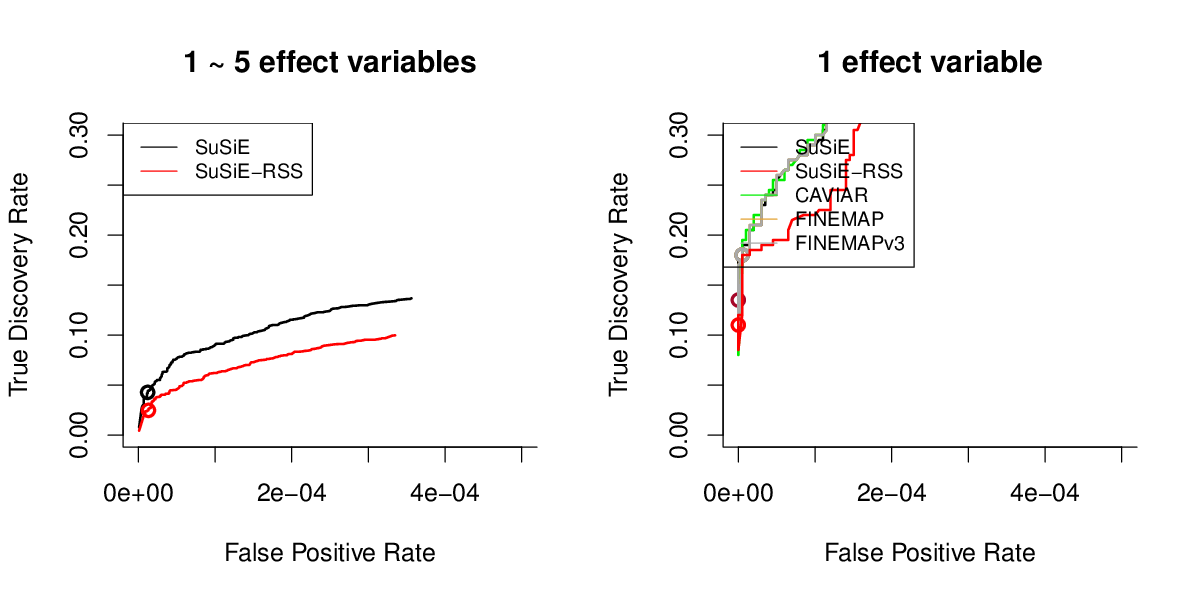 1 ~ 5 effect variables
True Discovery Rate
0.30
0.20
0.10
0.00
SuSiE
SuSiE−RSS
0e+00
2e−04
4e−04
False Positive Rate
1 effect variable
True Discovery Rate
0.30
0.20
0.10
0.00
SuSiE
SuSiE−RSS
CAVIAR
FINEMAP
FINEMAPv3
0e+00
2e−04
4e−04
False Positive Rate